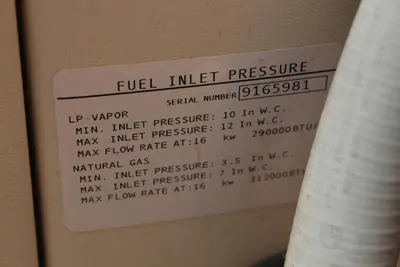 FUEL INLET PRESSURE
SERIAL NUMBER 9165981
LP-VAPOR
MIN. INLET PRESSURE: 10 In W.C.
MAX INLET PRESSURE: 12 In W.C.
MAX FLOW RATE AT:16 kw 290000BTU/
NATURAL GAS
MIN. INLET PRESSURE: 3.5 In W.C.
MAX INLET PRESSURE: 7 In W.C.
MAX FLOW RATE AT:16 kw 312000BTU